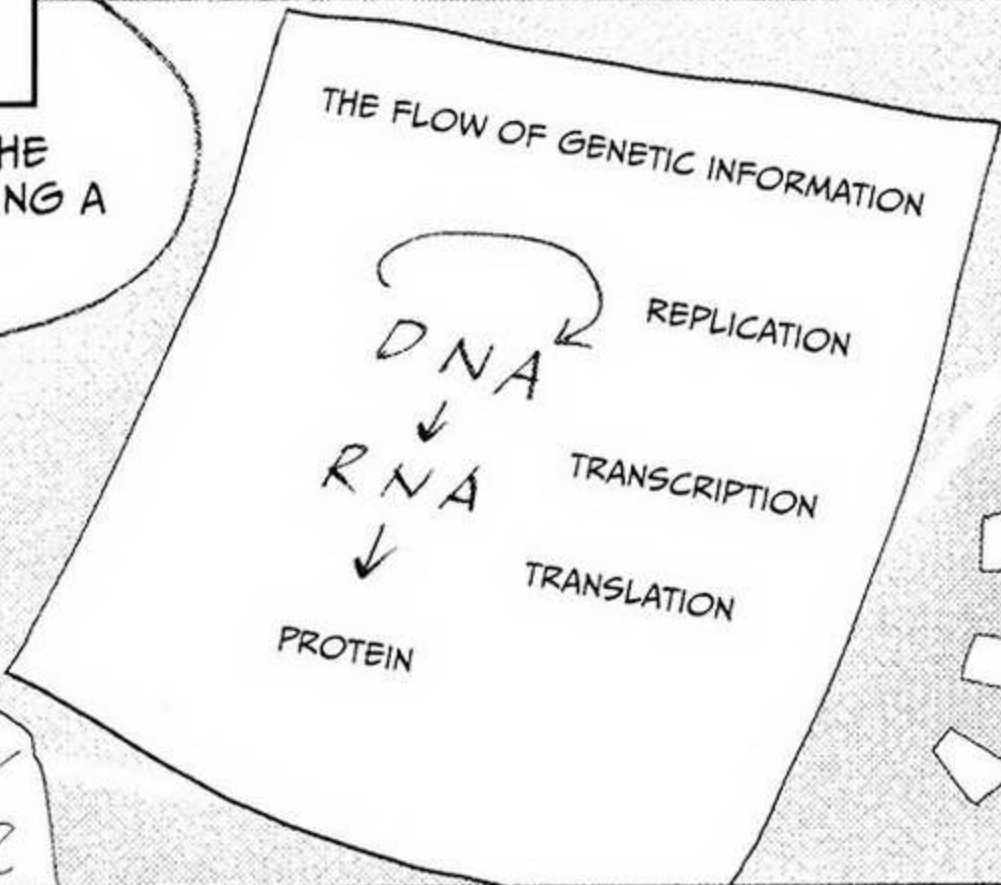 HE
NG A
THE FLOW OF GENETIC INFORMATION
DNA
REPLICATION
RNA
TRANSCRIPTION
TRANSLATION
PROTEIN